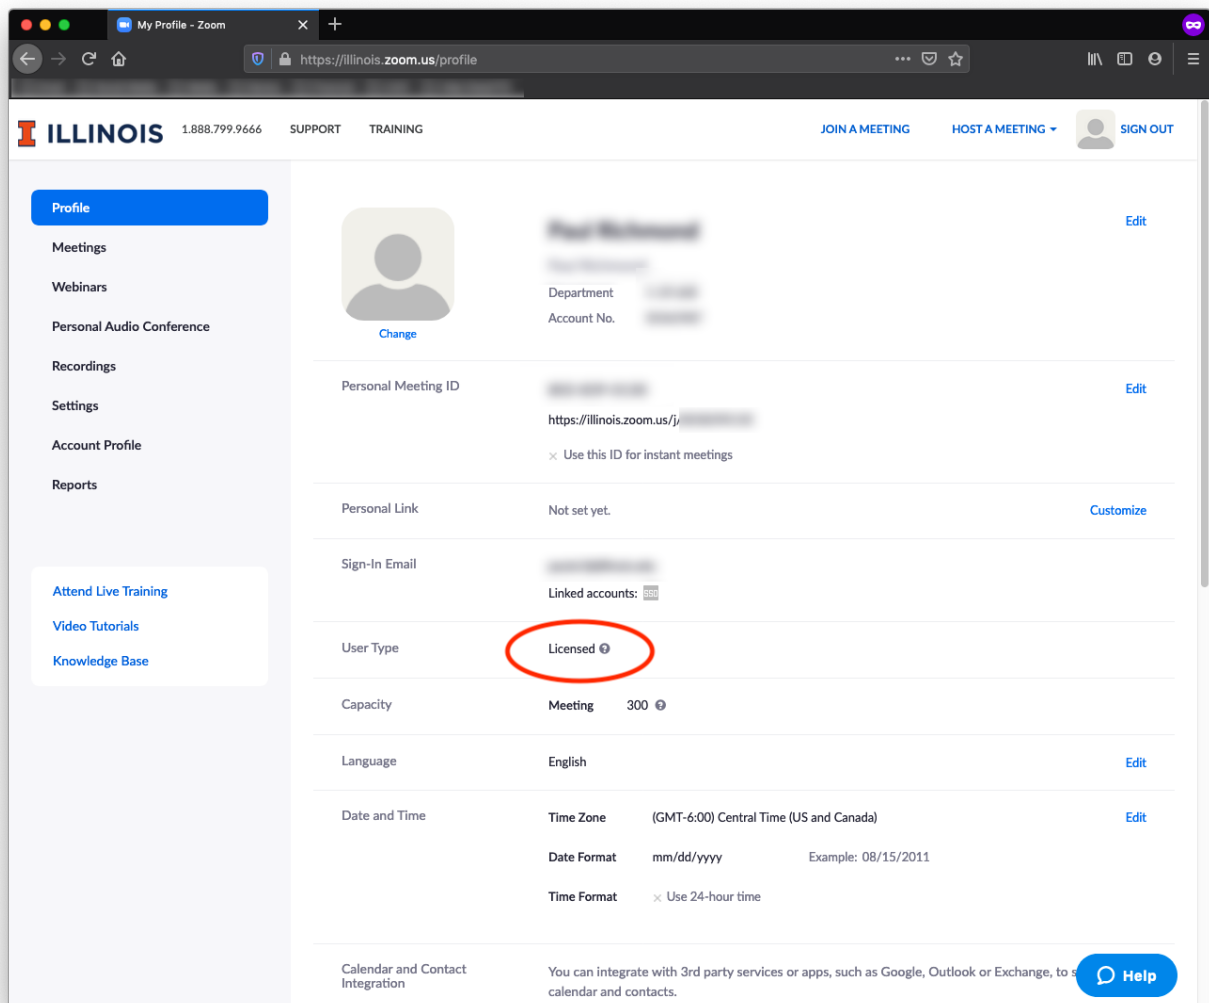 My Profile - Zoom
https://illinois.zoom.us/profile
ILLINOIS 1.888.799.9666 SUPPORT TRAINING JOIN A MEETING HOST A MEETING SIGN OUT
Profile
Meetings
Webinars
Personal Audio Conference
Recordings
Settings
Account Profile
Reports
Attend Live Training
Video Tutorials
Knowledge Base
Change
Edit
Department
Account No.
Personal Meeting ID Edit
https://illinois.zoom.us/j/
× Use this ID for instant meetings
Personal Link Not set yet. Customize
Sign-In Email
Linked accounts: SSO
User Type Licensed ?
Capacity Meeting 300 ?
Language English Edit
Date and Time Time Zone (GMT-6:00) Central Time (US and Canada) Edit
Date Format mm/dd/yyyy Example: 08/15/2011
Time Format × Use 24-hour time
Calendar and Contact
Integration
You can integrate with 3rd party services or apps, such as Google, Outlook or Exchange, to
calendar and contacts.
Help